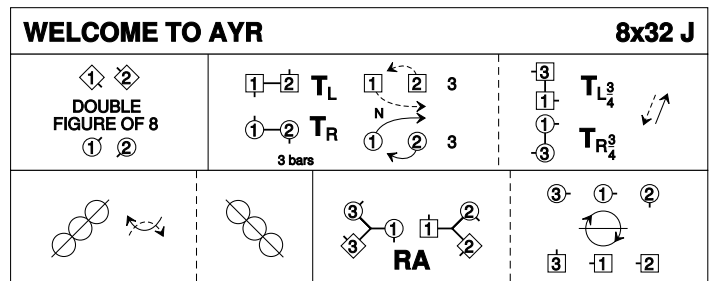 WELCOME TO AYR 8x32 J
1 2
DOUBLE
FIGURE OF 8
1 2
1 2 TL 1 2 3
N
1 2 TR 1 2 3
3 bars
3
1 TL3/4
1
3 TR3/4
3 2
1 1
3 2
RA
3 1 2
3 1 2